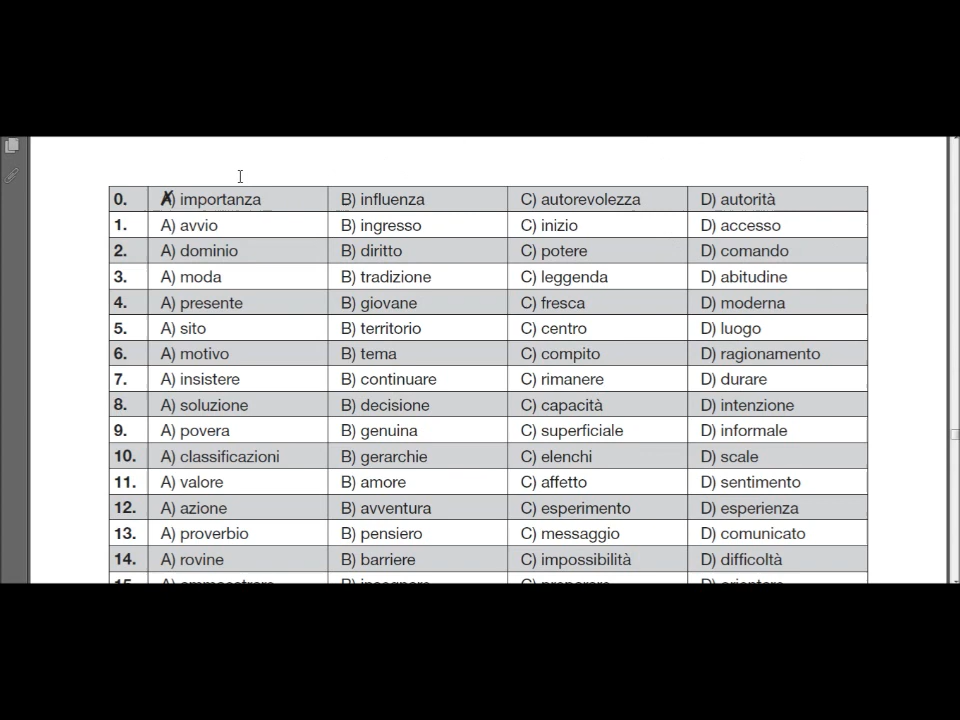 0. A) importanza B) influenza C) autorevolezza D) autorità
1. A) avvio B) ingresso C) inizio D) accesso
2. A) dominio B) diritto C) potere D) comando
3. A) moda B) tradizione C) leggenda D) abitudine
4. A) presente B) giovane C) fresca D) moderna
5. A) sito B) territorio C) centro D) luogo
6. A) motivo B) tema C) compito D) ragionamento
7. A) insistere B) continuare C) rimanere D) durare
8. A) soluzione B) decisione C) capacità D) intenzione
9. A) povera B) genuina C) superficiale D) informale
10. A) classificazioni B) gerarchie C) elenchi D) scale
11. A) valore B) amore C) affetto D) sentimento
12. A) azione B) avventura C) esperimento D) esperienza
13. A) proverbio B) pensiero C) messaggio D) comunicato
14. A) rovine B) barriere C) impossibilità D) difficoltà